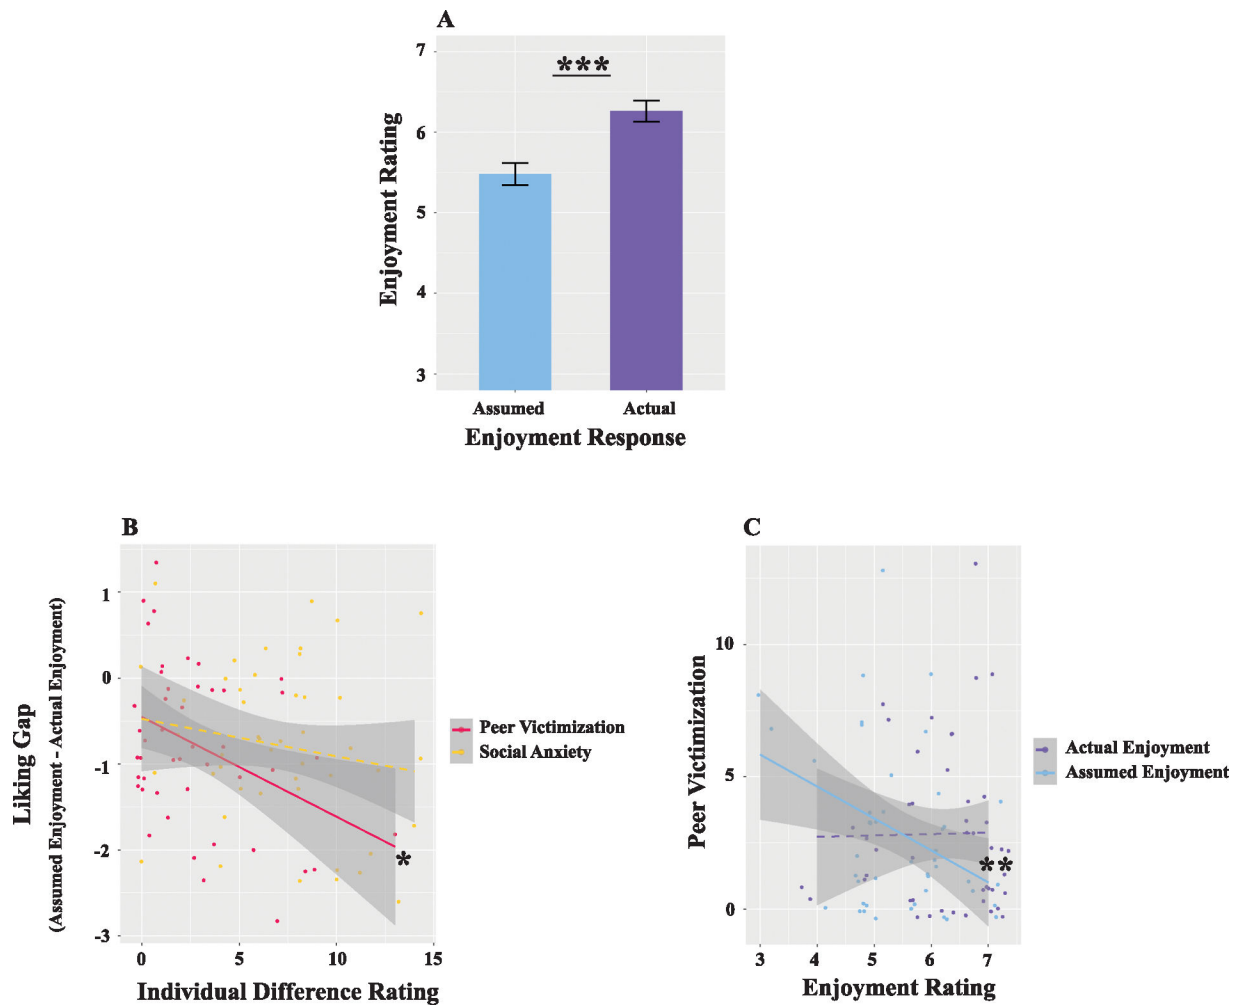 A
7
6
5
4
3
Enjoyment Rating
***
Assumed Actual
Enjoyment Response
B
1
0
-1
-2
-3
Liking Gap
(Assumed Enjoyment - Actual Enjoyment)
*
0 5 10 15
Individual Difference Rating
Peer Victimization
Social Anxiety
C
10
5
0
Peer Victimization
**
3 4 5 6 7
Enjoyment Rating
Actual Enjoyment
Assumed Enjoyment